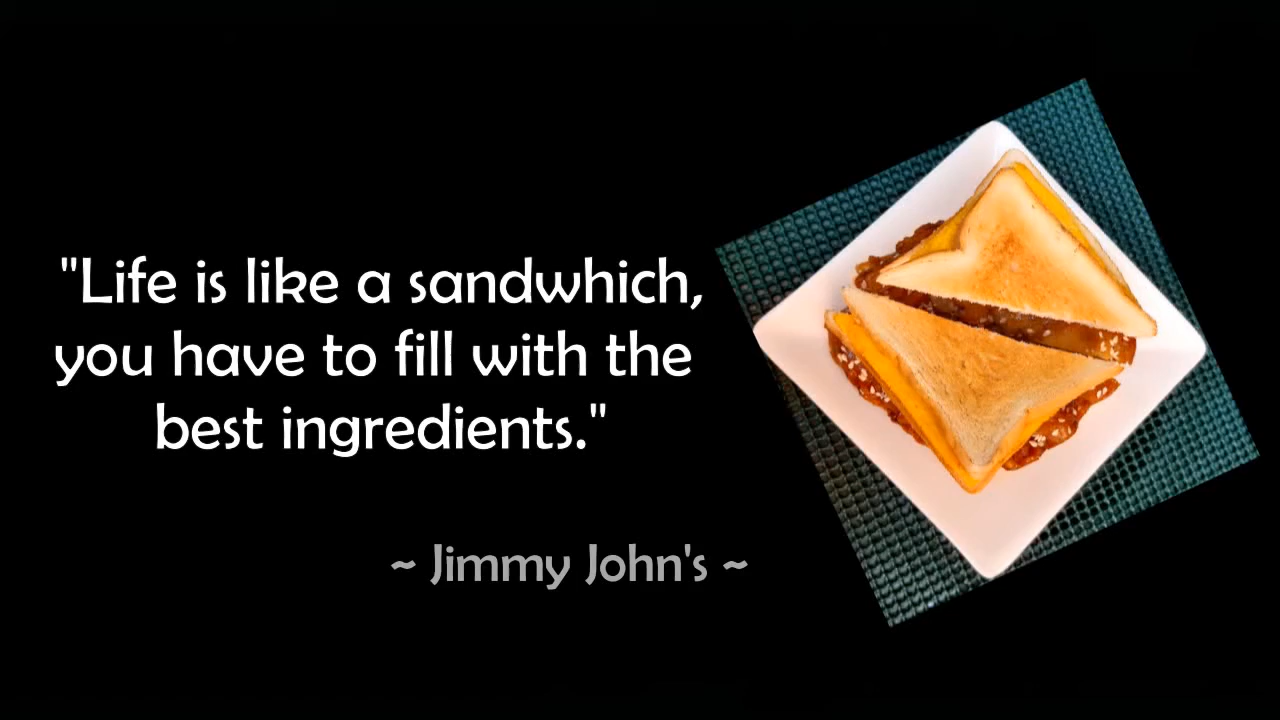 "Life is like a sandwhich,
you have to fill with the
best ingredients."
~ Jimmy John's ~